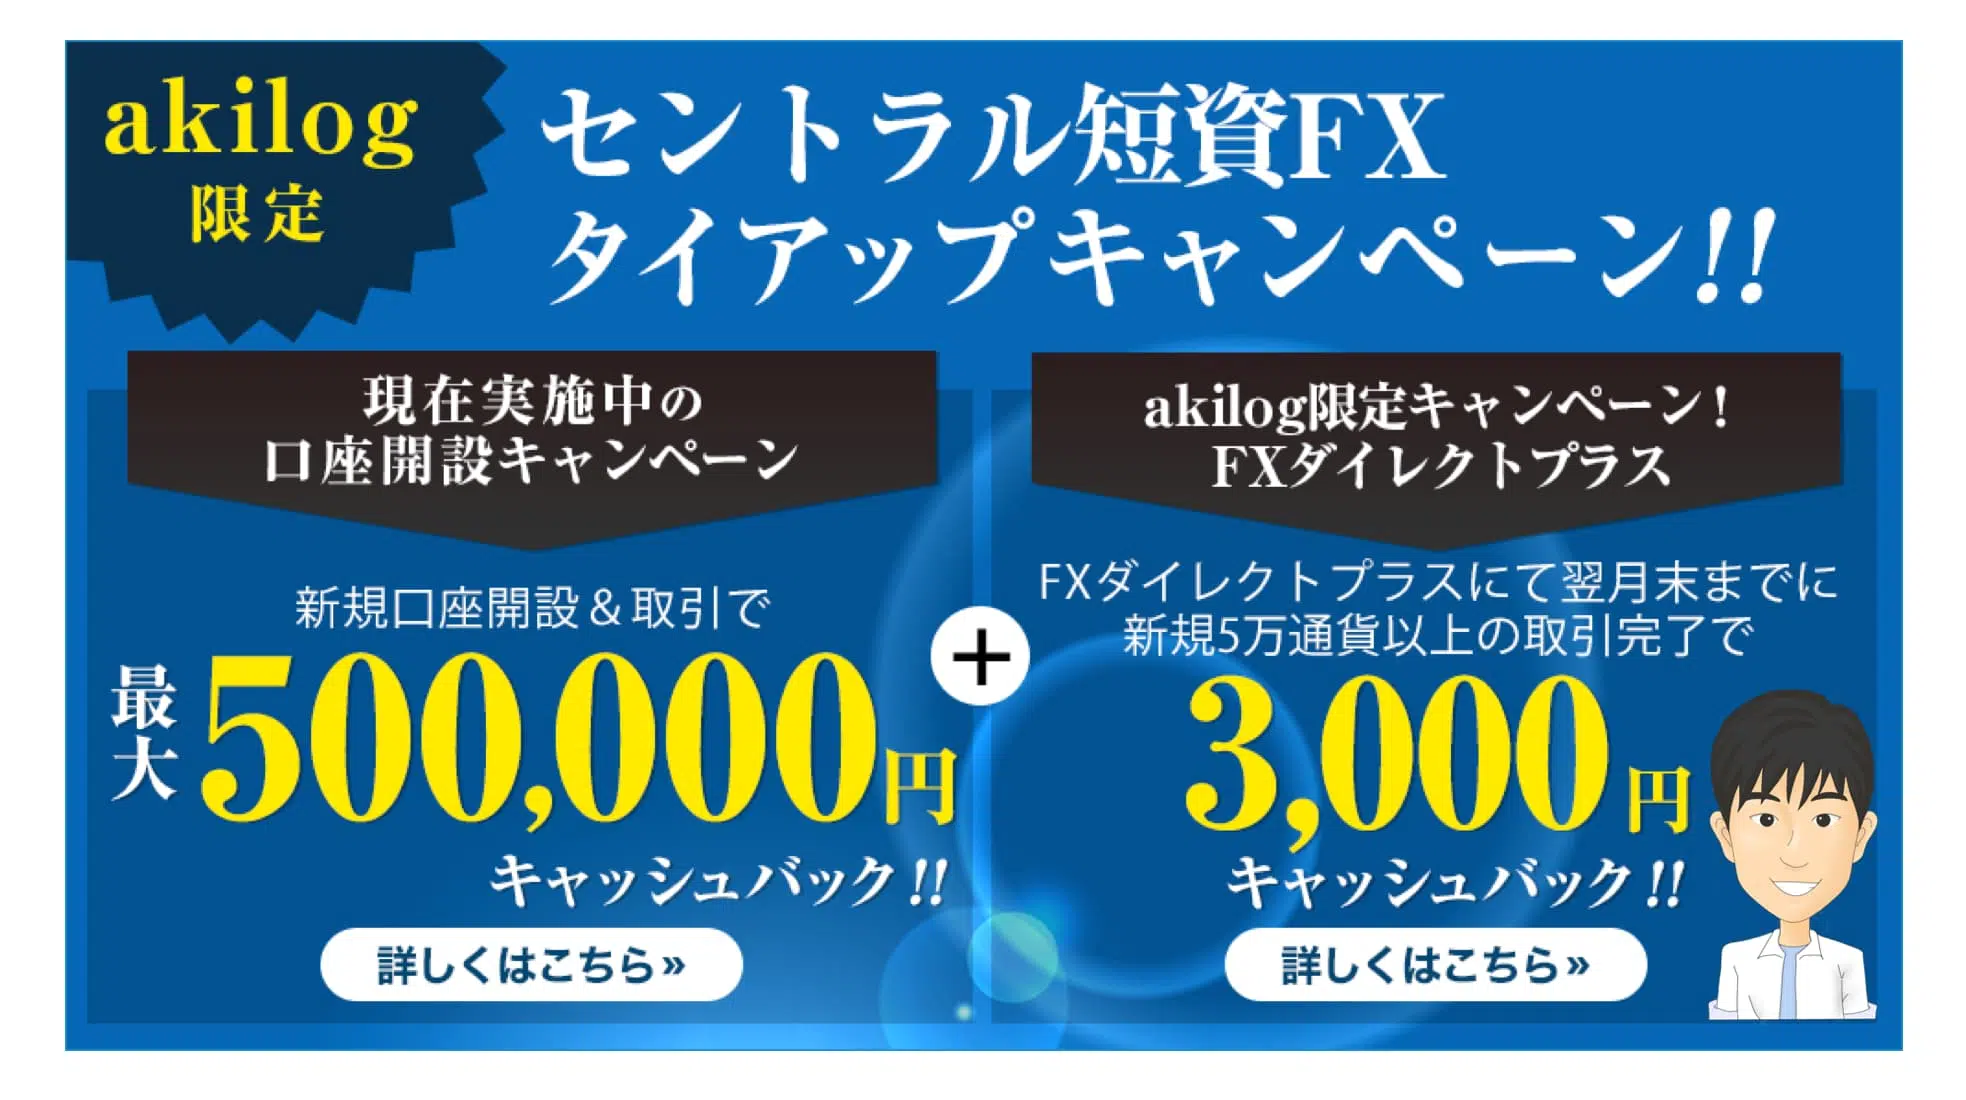 akilog
限定
セントラル短資FX
タイアップキャンペーン!!
現在実施中の
口座開設キャンペーン
新規口座開設＆取引で
最大
500,000円
キャッシュバック!!
詳しくはこちら»
+
akilog限定キャンペーン!
FXダイレクトプラス
FXダイレクトプラスにて翌月末までに
新規5万通貨以上の取引完了で
3,000円
キャッシュバック!!
詳しくはこちら»